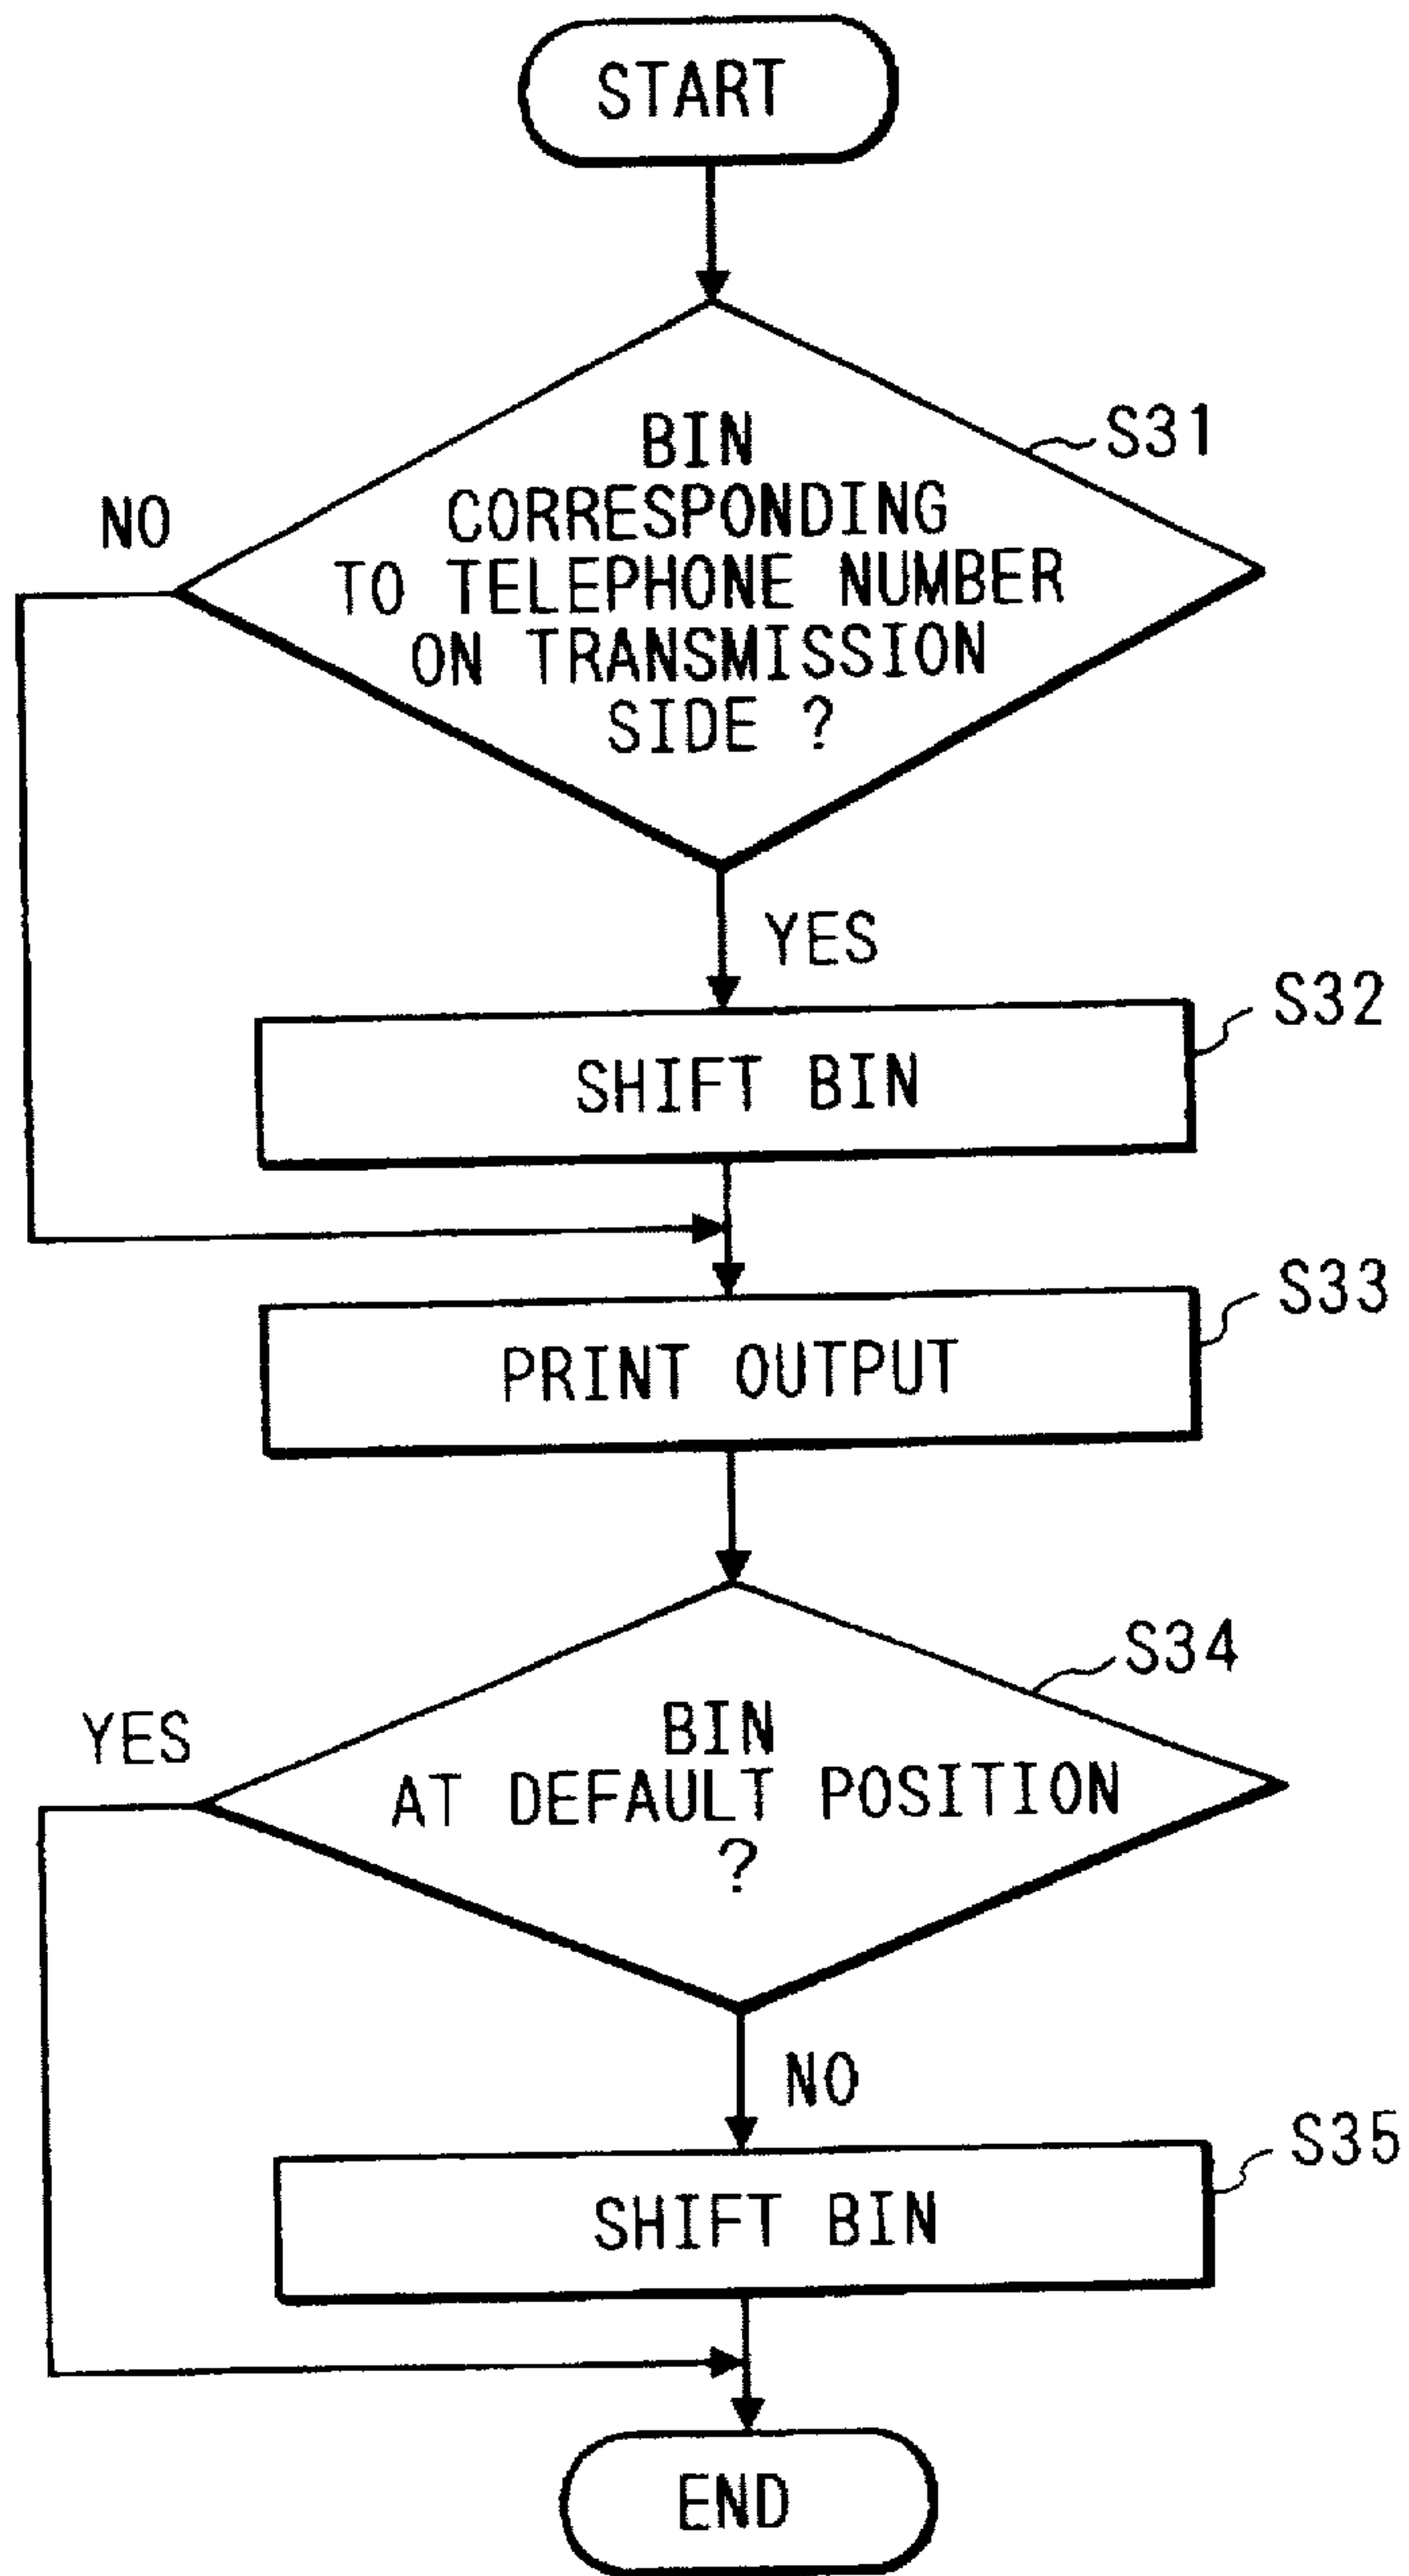 START
BIN
CORRESPONDING
TO TELEPHONE NUMBER
ON TRANSMISSION
SIDE ?
S31
NO
YES
SHIFT BIN
S32
PRINT OUTPUT
S33
BIN
AT DEFAULT POSITION
?
S34
YES
NO
SHIFT BIN
S35
END